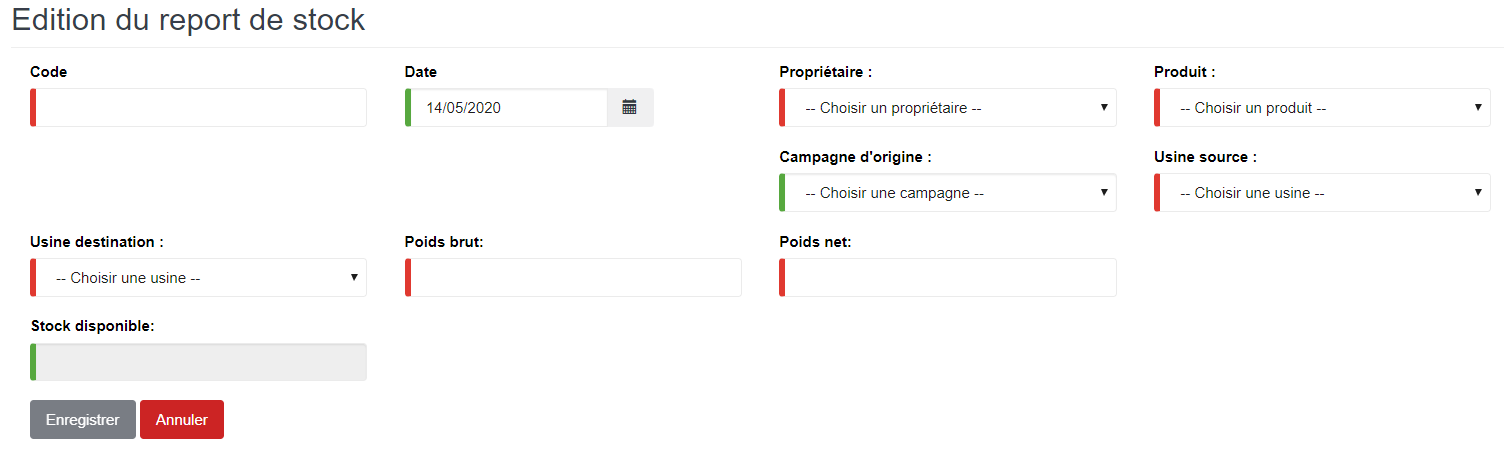 Edition du report de stock
Code
Date
Propriétaire :
Produit :
14/05/2020
-- Choisir un propriétaire --
-- Choisir un produit --
Campagne d'origine :
Usine source :
-- Choisir une campagne --
-- Choisir une usine --
Usine destination :
Poids brut:
Poids net:
-- Choisir une usine --
Stock disponible:
Enregistrer
Annuler